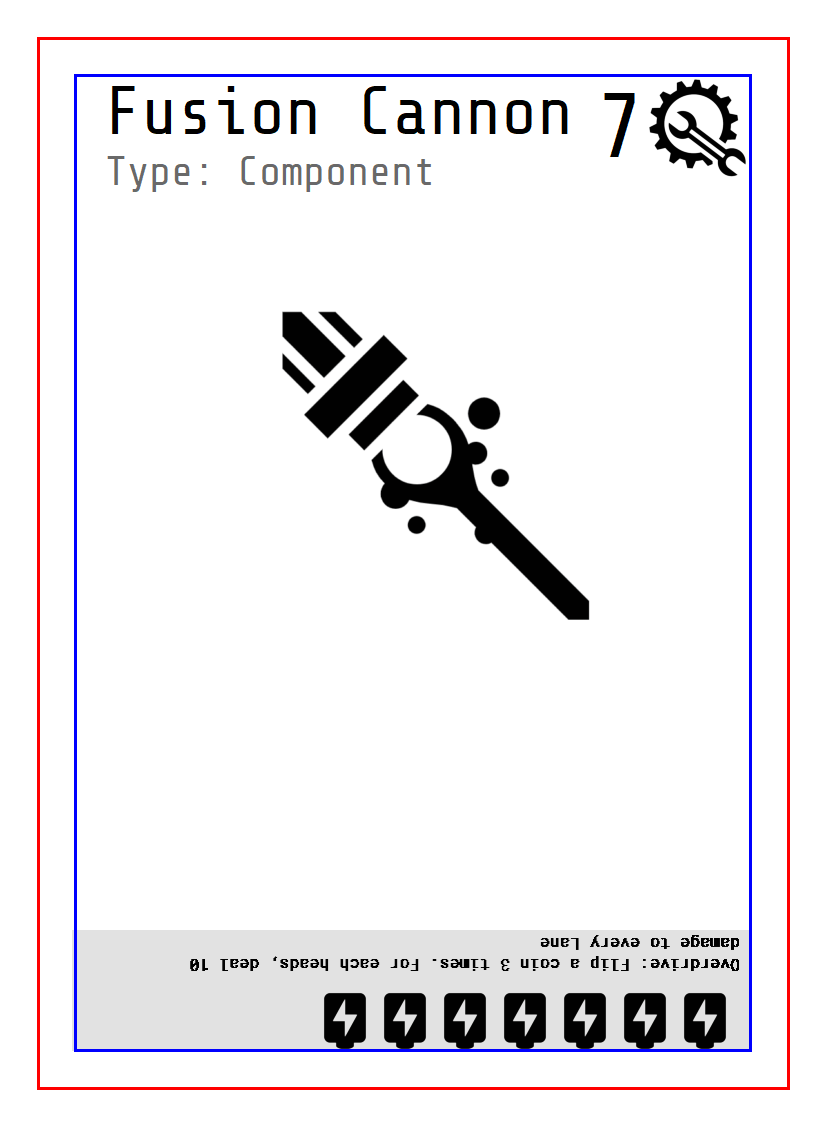 Fusion Cannon 7
Type: Component
Overdrive: Flip a coin 3 times. For each heads, deal 10
damage to every Lane